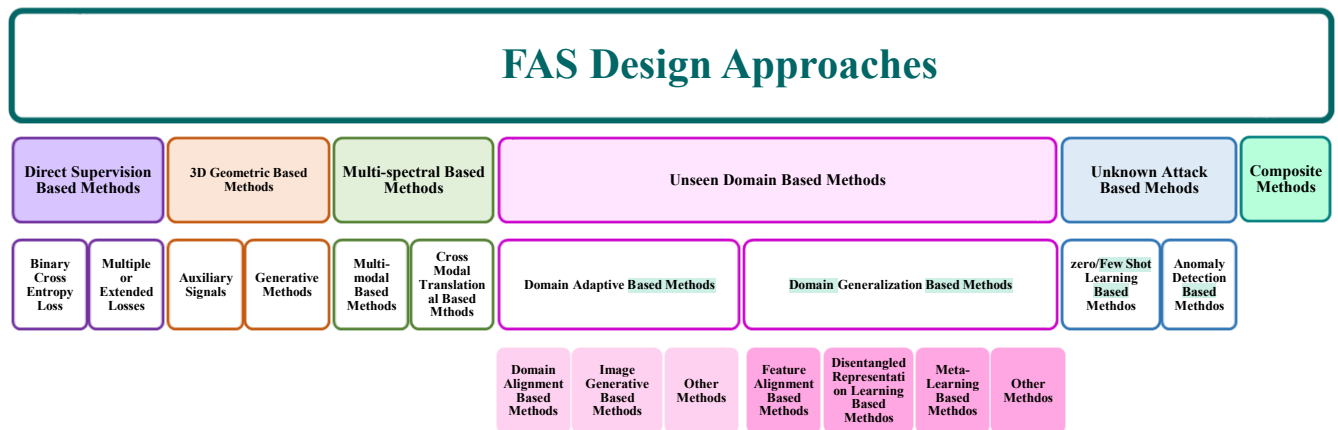 FAS Design Approaches
Direct Supervision
Based Methods
3D Geometric Based
Methods
Multi-spectral Based
Methods
Unseen Domain Based Methods
Unknown Attack
Based Mehods
Composite
Methods
Binary
Cross
Entropy
Loss
Multiple
or
Extended
Losses
Auxiliary
Signals
Generative
Methods
Multi-
modal
Based
Methods
Cross
Modal
Translation
al Based
Mthods
Domain Adaptive Based Methods
Domain Generalization Based Methods
zero/Few Shot
Learning
Based
Methdos
Anomaly
Detection
Based
Methdos
Domain
Alignment
Based
Methods
Image
Generative
Based
Methods
Other
Methods
Feature
Alignment
Based
Methods
Disentangled
Representati
on Learning
Based
Methdos
Meta-
Learning
Based
Methdos
Other
Methdos